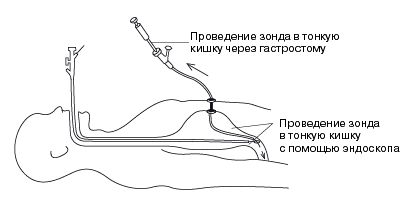 Проведение зонда в тонкую
кишку через гастростому
Проведение зонда
в тонкую кишку
с помощью эндоскопа